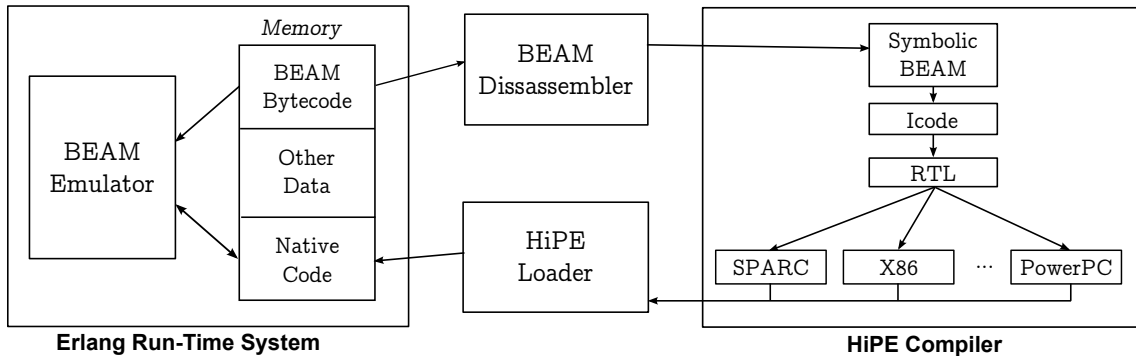 Memory
BEAM
Bytecode
Other
Data
Native
Code
BEAM
Emulator
Erlang Run-Time System
BEAM
Dissassembler
HiPE
Loader
Symbolic
BEAM
Icode
RTL
SPARC
X86
...
PowerPC
HiPE Compiler